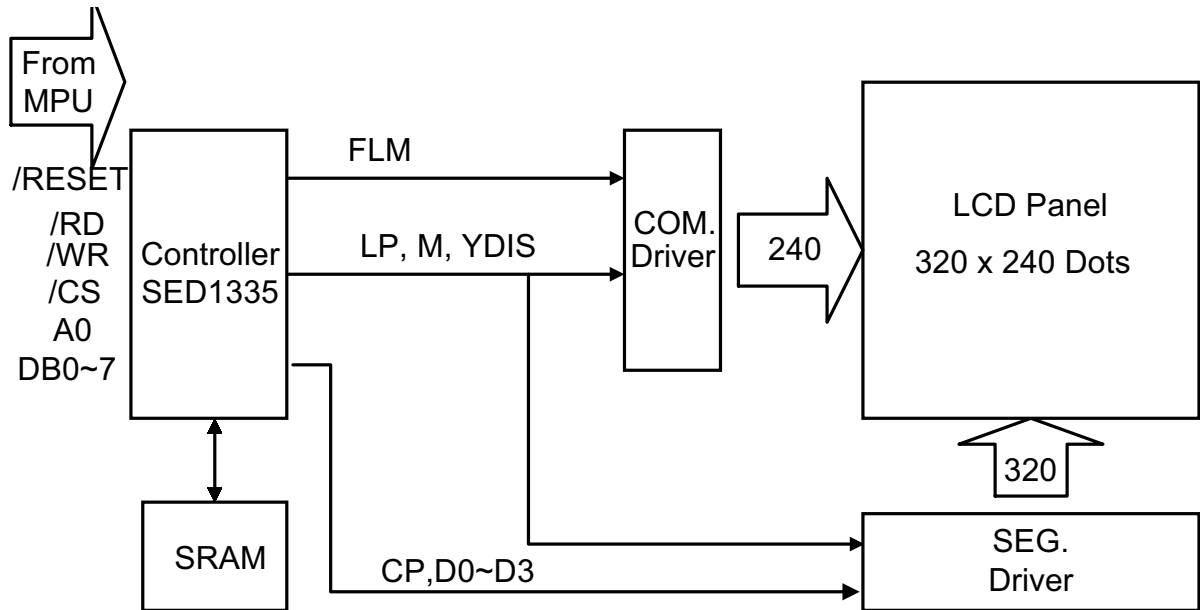 From
MPU
/RESET
/RD
/WR
/CS
A0
DB0~7
Controller
SED1335
SRAM
FLM
LP, M, YDIS
CP,D0~D3
COM.
Driver
240
LCD Panel
320 x 240 Dots
320
SEG.
Driver